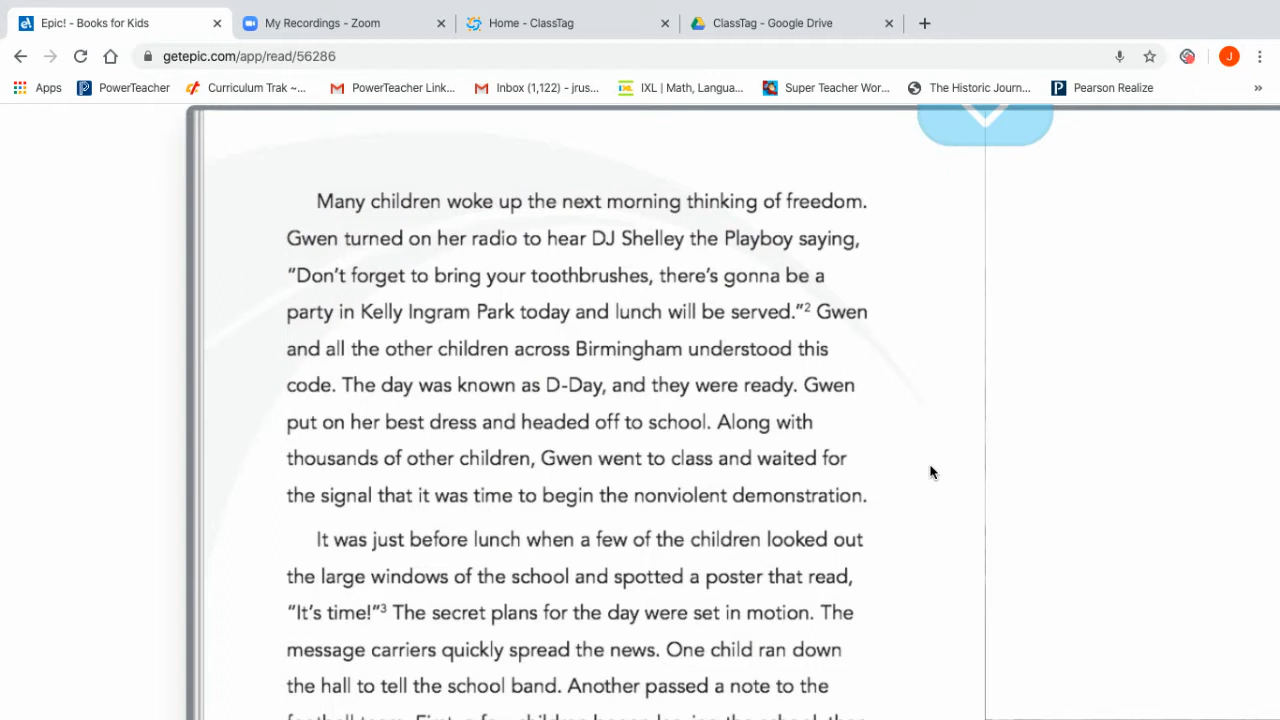 Epic! - Books for Kids
My Recordings - Zoom
Home - ClassTag
ClassTag - Google Drive
getepic.com/app/read/56286
J
Apps
PowerTeacher
Curriculum Trak ~...
PowerTeacher Link...
Inbox (1,122) - jrus...
IXL | Math, Langua...
Super Teacher Wor...
The Historic Journ...
Pearson Realize
»
Many children woke up the next morning thinking of freedom.
Gwen turned on her radio to hear DJ Shelley the Playboy saying,
“Don’t forget to bring your toothbrushes, there’s gonna be a
party in Kelly Ingram Park today and lunch will be served.”² Gwen
and all the other children across Birmingham understood this
code. The day was known as D-Day, and they were ready. Gwen
put on her best dress and headed off to school. Along with
thousands of other children, Gwen went to class and waited for
the signal that it was time to begin the nonviolent demonstration.
It was just before lunch when a few of the children looked out
the large windows of the school and spotted a poster that read,
“It’s time!”³ The secret plans for the day were set in motion. The
message carriers quickly spread the news. One child ran down
the hall to tell the school band. Another passed a note to the
football team. First, a few children began leaving the school, then